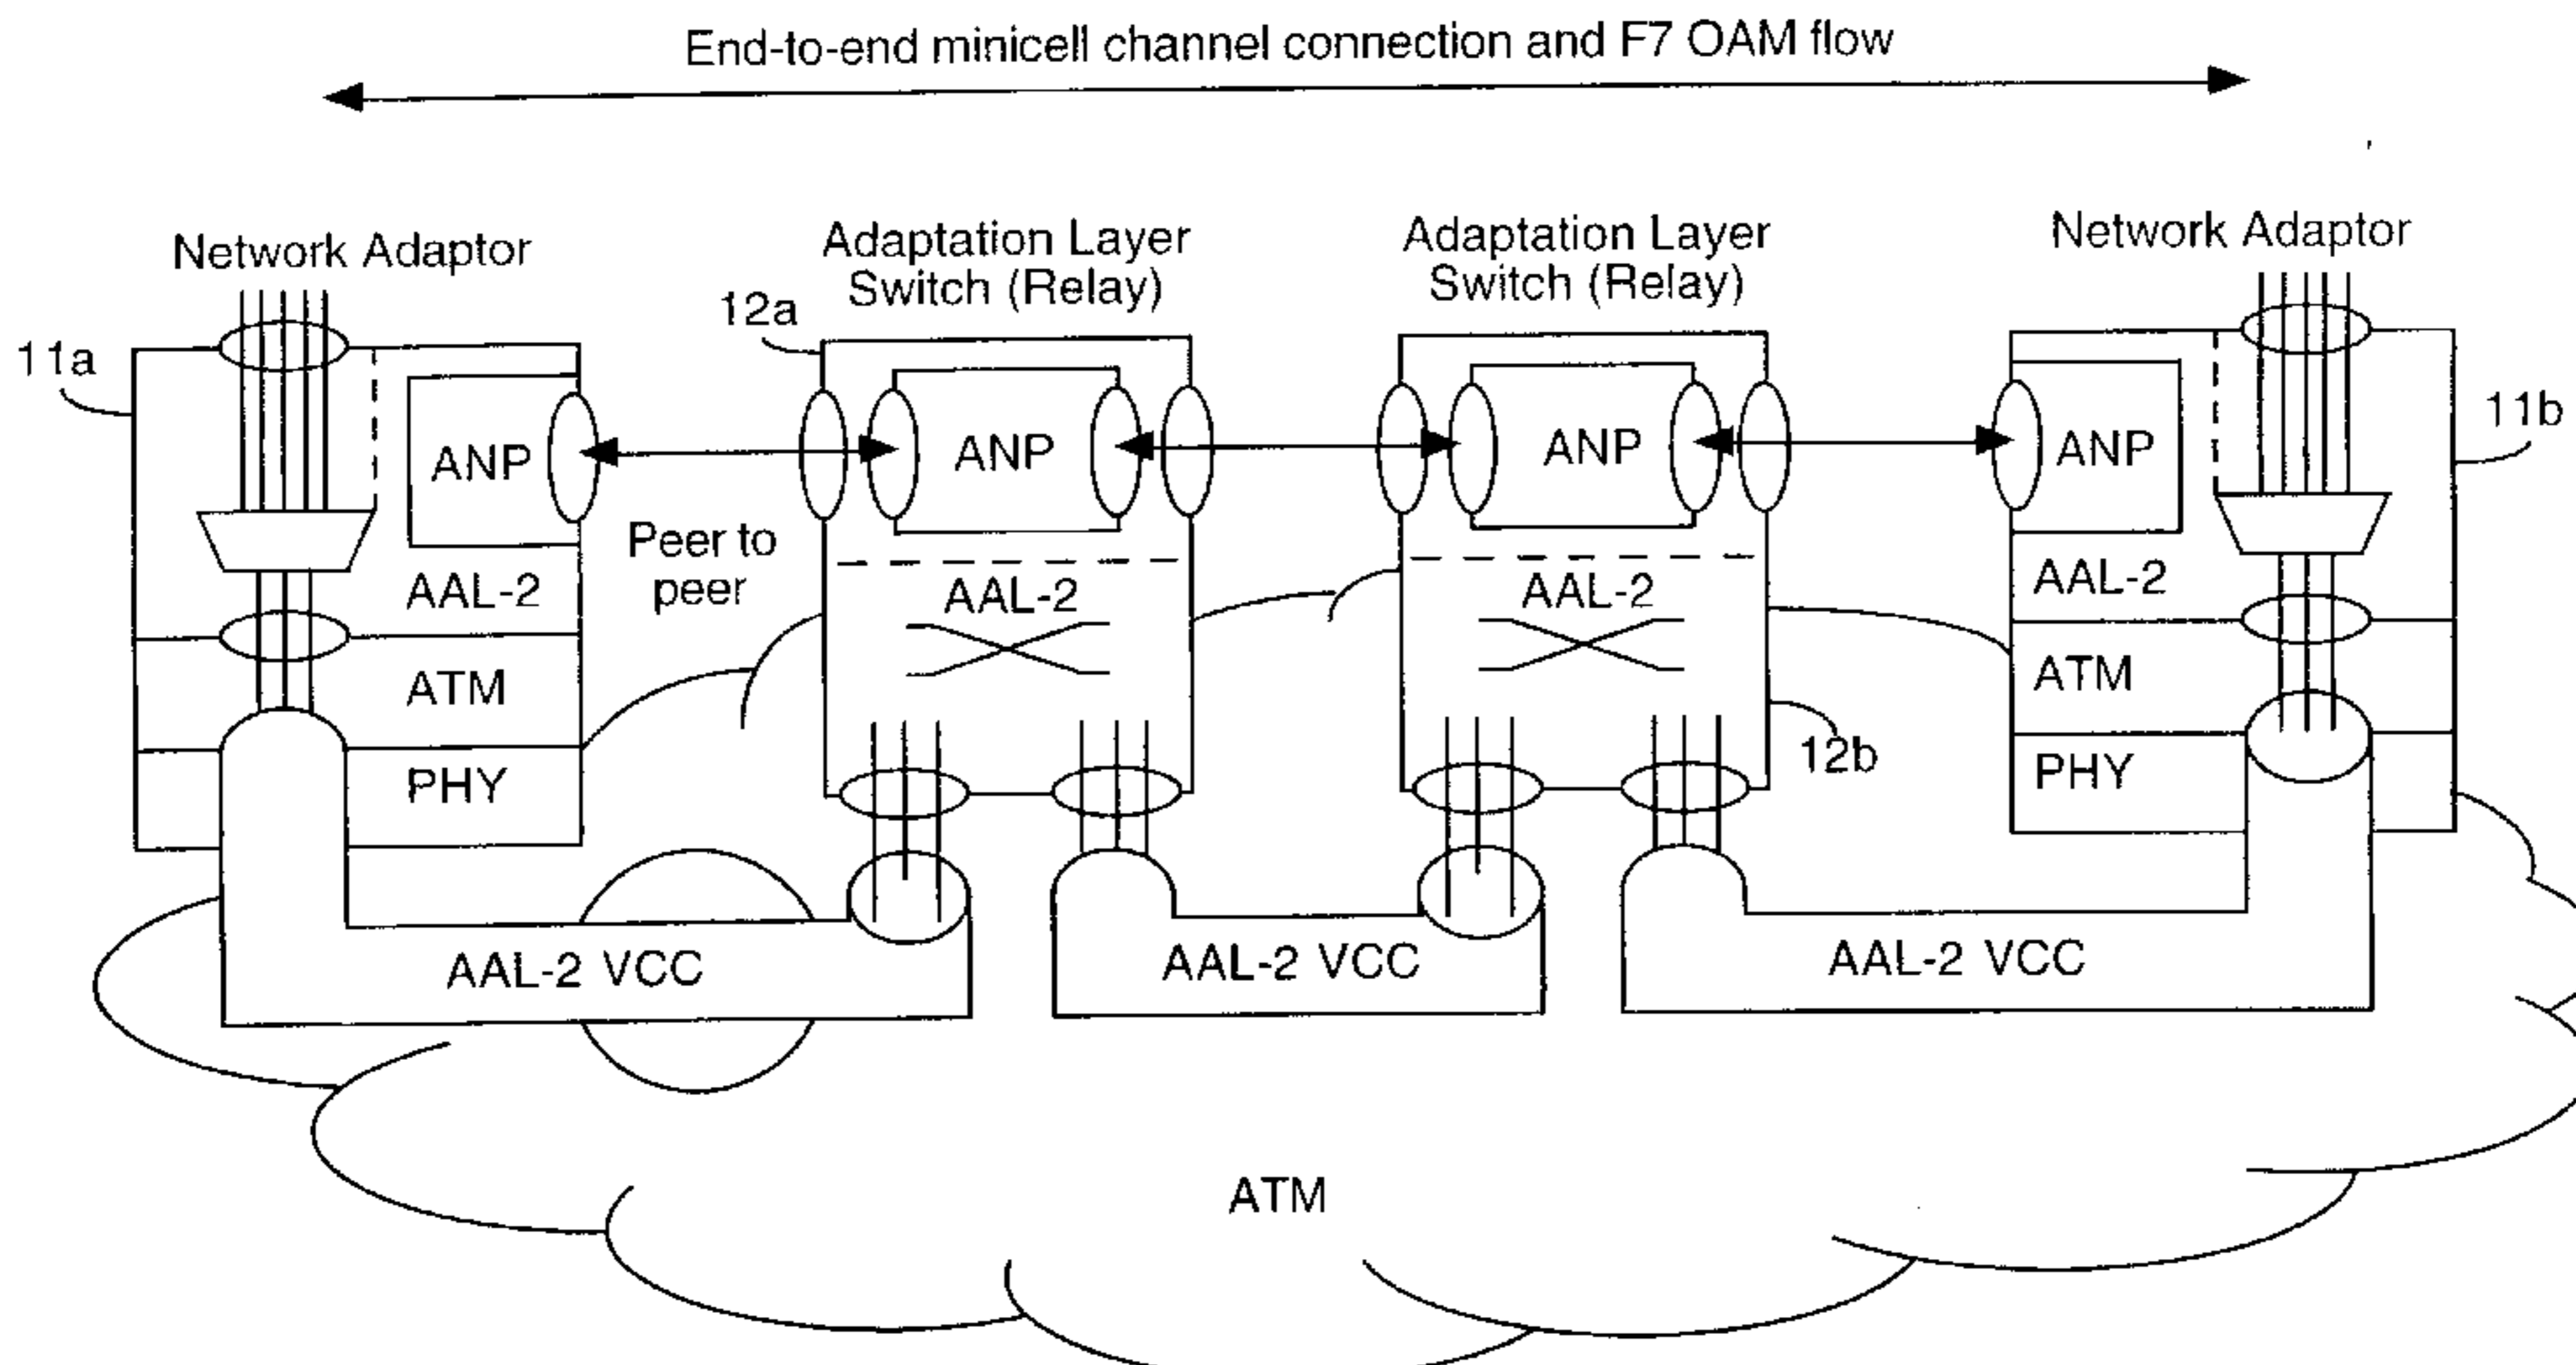 End-to-end minicell channel connection and F7 OAM flow
Network Adaptor
Adaptation Layer
Switch (Relay)
Adaptation Layer
Switch (Relay)
Network Adaptor
11a
12a
11b
ANP
ANP
ANP
ANP
Peer to
peer
AAL-2
AAL-2
AAL-2
AAL-2
ATM
ATM
PHY
12b
PHY
AAL-2 VCC
AAL-2 VCC
AAL-2 VCC
ATM